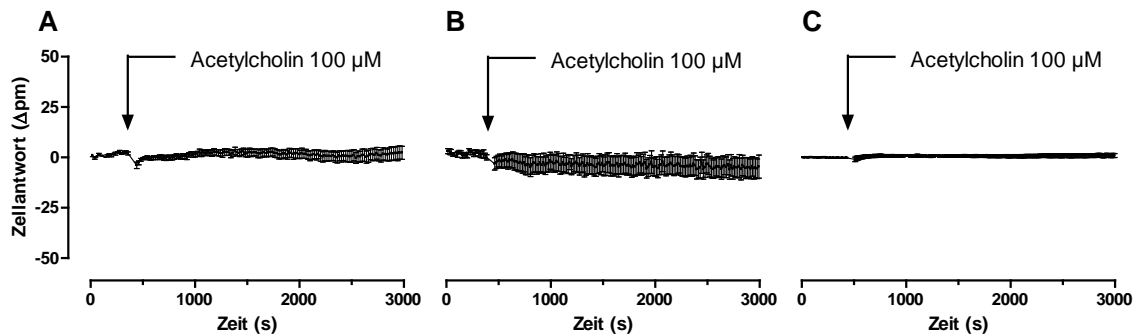 A
B
C
Acetylcholin 100 µM
Acetylcholin 100 µM
Acetylcholin 100 µM
Zellantwort (Δpm)
50
25
0
-25
-50
0 1000 2000 3000
0 1000 2000 3000
0 1000 2000 3000
Zeit (s)
Zeit (s)
Zeit (s)